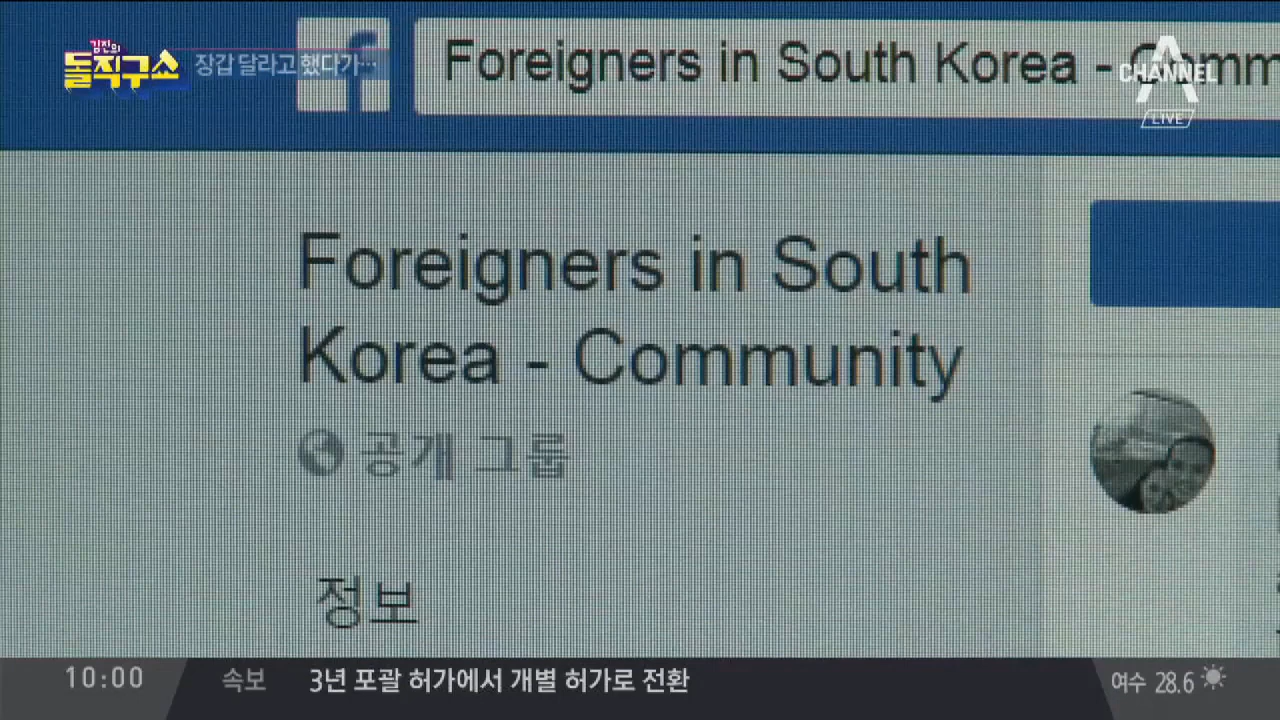 김진의
돌직구쇼
장갑 달라고 했다가…
f
Foreigners in South Korea - Comm
CHANNEL A
LIVE
Foreigners in South
Korea - Community
공개 그룹
정보
10:00
속보
3년 포괄 허가에서 개별 허가로 전환
여수 28.6